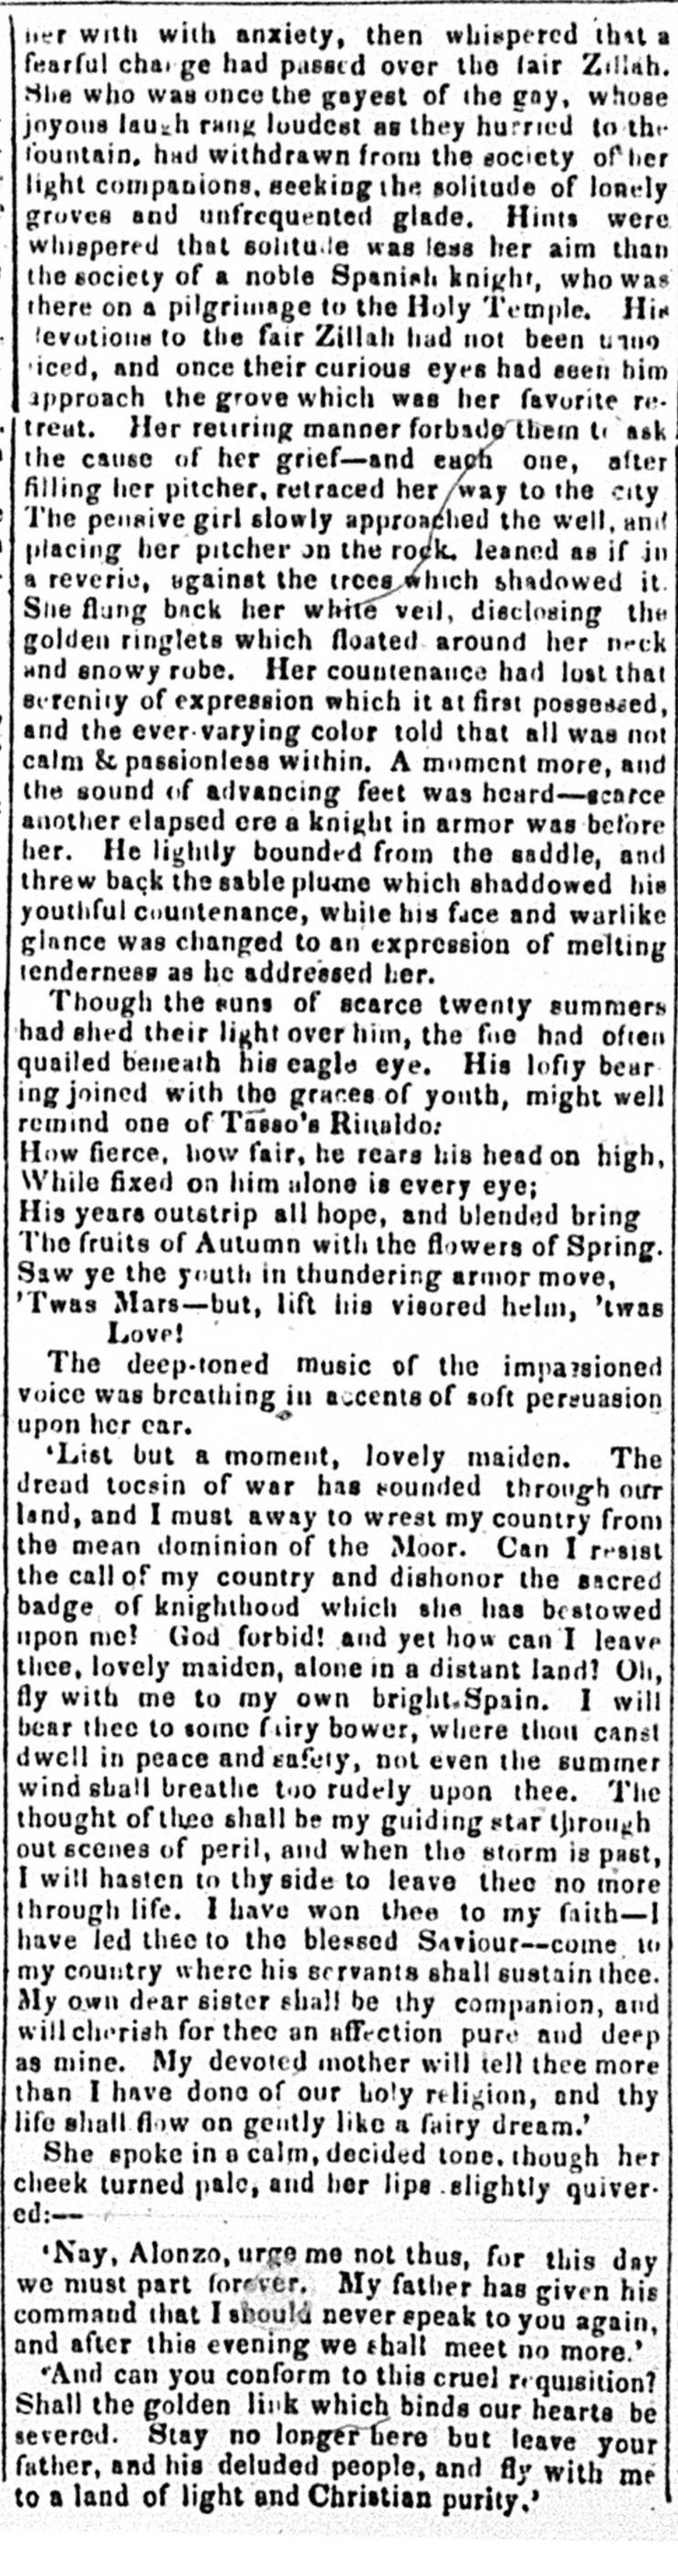 her with with anxiety, then whispered that a
fearful change had passed over the fair Zillah.
She who was once the gayest of the gay, whose
joyous laugh rang loudest as they hurried to the
fountain, had withdrawn from the society of her
light companions, seeking the solitude of lonely
groves and unfrequented glade. Hints were
whispered that solitude was less her aim than
the society of a noble Spanish knight, who was
there on a pilgrimage to the Holy Temple. His
devotions to the fair Zillah had not been unno
iced, and once their curious eyes had seen him
approach the grove which was her favorite re-
treat. Her retiring manner forbade them to ask
the cause of her grief—and each one, after
filling her pitcher, retraced her way to the city
The pensive girl slowly approached the well, and
placing her pitcher on the rock, leaned as if in
a reverie, against the trees which shadowed it.
She flung back her white veil, disclosing the
golden ringlets which floated around her neck
and snowy robe. Her countenance had lost that
serenity of expression which it at first possessed,
and the ever-varying color told that all was not
calm & passionless within. A moment more, and
the sound of advancing feet was heard—scarce
another elapsed ere a knight in armor was before
her. He lightly bounded from the saddle, and
threw back the sable plume which shaddowed his
youthful countenance, while his face and warlike
glance was changed to an expression of melting
tenderness as he addressed her.
Though the suns of scarce twenty summers
had shed their light over him, the foe had often
quailed beneath his eagle eye. His lofty bear
ing joined with the graces of youth, might well
remind one of Tasso's Rinaldo:
How fierce, how fair, he rears his head on high,
While fixed on him alone is every eye;
His years outstrip all hope, and blended bring
The fruits of Autumn with the flowers of Spring.
Saw ye the youth in thundering armor move,
'Twas Mars—but, lift his visored helm, 'twas
Love!
The deep-toned music of the impassioned
voice was breathing in accents of soft persuasion
upon her ear.
'List but a moment, lovely maiden. The
dread tocsin of war has sounded through ourr
land, and I must away to wrest my country from
the mean dominion of the Moor. Can I resist
the call of my country and dishonor the sacred
badge of knighthood which she has bestowed
upon me! God forbid! and yet how can I leave
thee, lovely maiden, alone in a distant land? Oh,
fly with me to my own bright Spain. I will
bear thee to some fairy bower, where thou canst
dwell in peace and safety, not even the summer
wind shall breathe too rudely upon thee. The
thought of thee shall be my guiding star through
out scenes of peril, and when the storm is past,
I will hasten to thy side to leave thee no more
through life. I have won thee to my faith—I
have led thee to the blessed Saviour--come to
my country where his servants shall sustain thee.
My own dear sister shall be thy companion, and
will cherish for thee an affection pure and deep
as mine. My devoted mother will tell thee more
than I have done of our holy religion, and thy
life shall flow on gently like a fairy dream.'
She spoke in a calm, decided tone, though her
cheek turned pale, and her lips slightly quiver-
ed:—
'Nay, Alonzo, urge me not thus, for this day
we must part forever. My father has given his
command that I should never speak to you again,
and after this evening we shall meet no more.'
'And can you conform to this cruel requisition?
Shall the golden link which binds our hearts be
severed. Stay no longer here but leave your
father, and his deluded people, and fly with me
to a land of light and Christian purity.'